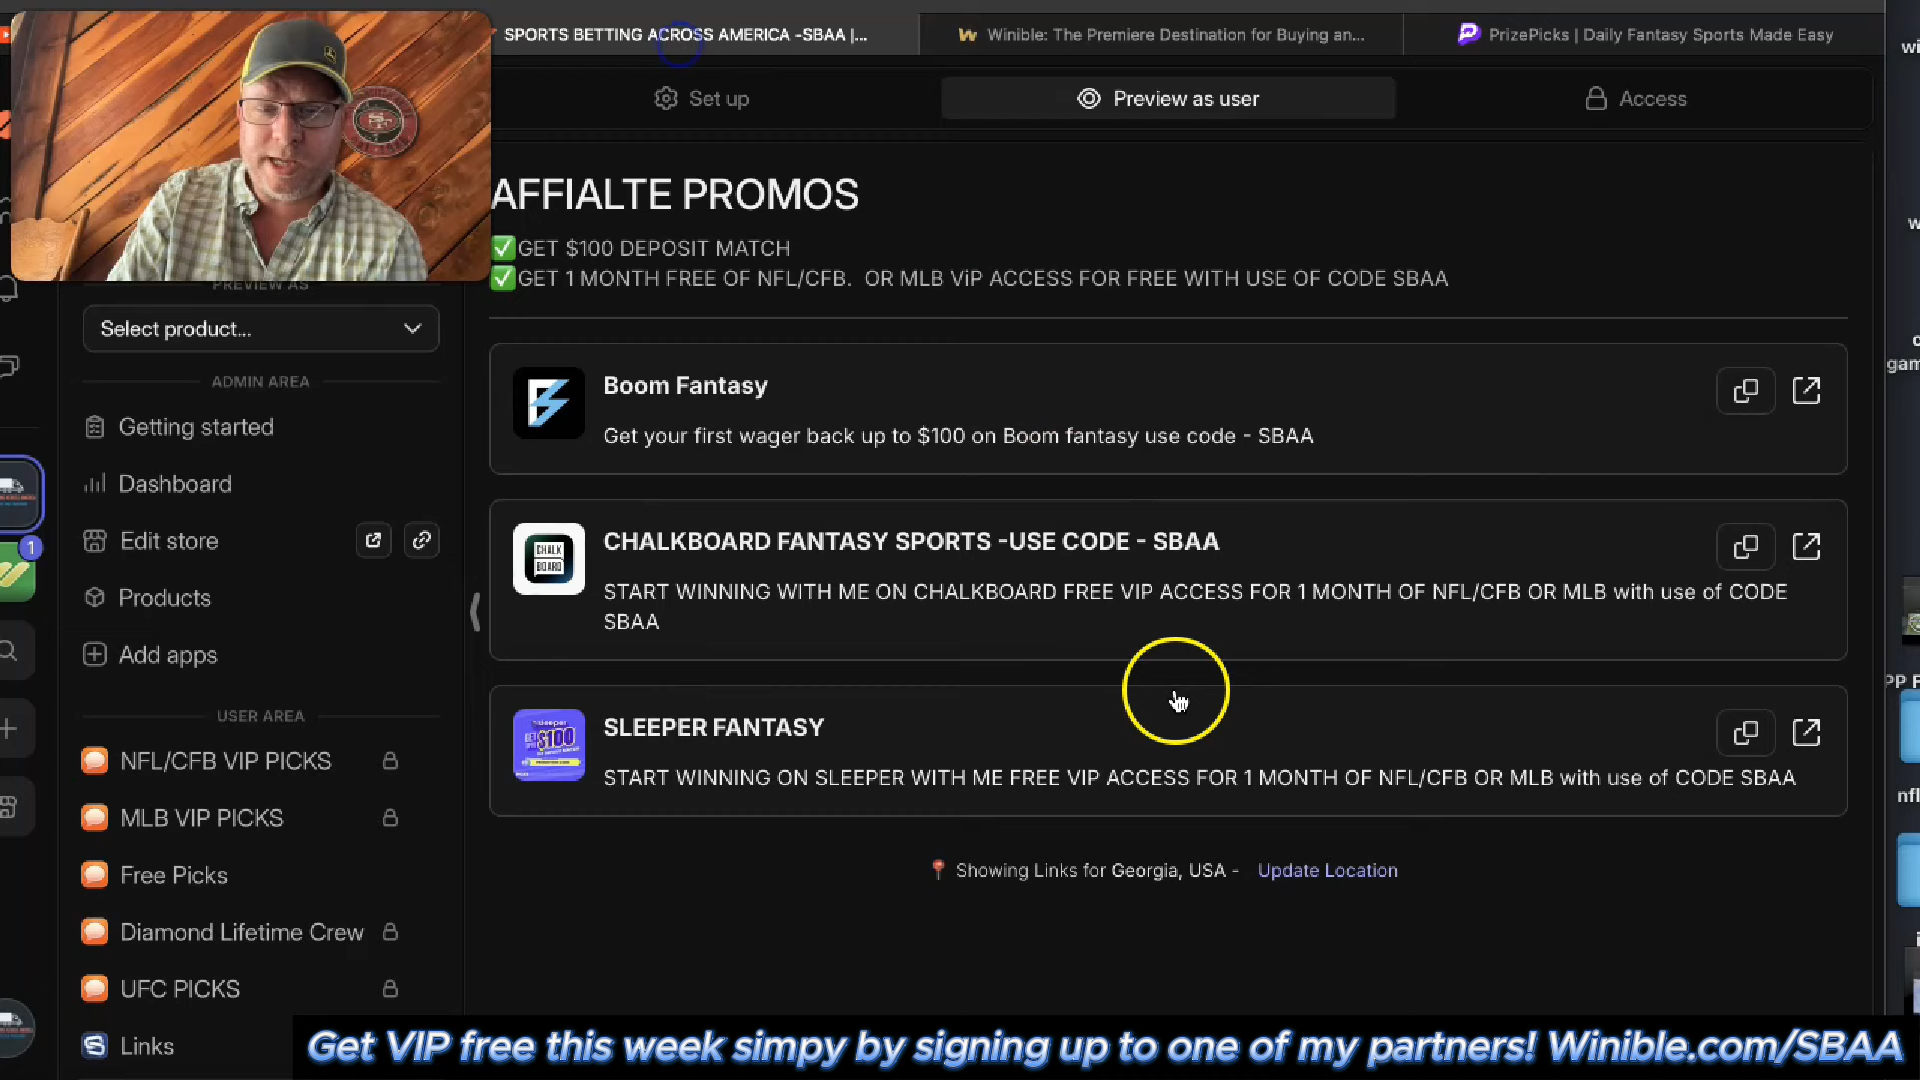 SPORTS BETTING ACROSS AMERICA -SBAA |...
Winible: The Premiere Destination for Buying an...
PrizePicks | Daily Fantasy Sports Made Easy
Set up
Preview as user
Access
AFFIALTE PROMOS
✅GET $100 DEPOSIT MATCH
✅GET 1 MONTH FREE OF NFL/CFB. OR MLB ViP ACCESS FOR FREE WITH USE OF CODE SBAA
PREVIEW AS
Select product...
ADMIN AREA
Getting started
Dashboard
Edit store
Products
Add apps
1
USER AREA
NFL/CFB VIP PICKS
MLB VIP PICKS
Free Picks
Diamond Lifetime Crew
UFC PICKS
Links
Boom Fantasy
Get your first wager back up to $100 on Boom fantasy use code - SBAA
CHALK
BOARD
CHALKBOARD FANTASY SPORTS -USE CODE - SBAA
START WINNING WITH ME ON CHALKBOARD FREE VIP ACCESS FOR 1 MONTH OF NFL/CFB OR MLB with use of CODE
SBAA
$100
SLEEPER FANTASY
START WINNING ON SLEEPER WITH ME FREE VIP ACCESS FOR 1 MONTH OF NFL/CFB OR MLB with use of CODE SBAA
Showing Links for Georgia, USA - Update Location
Get VIP free this week simpy by signing up to one of my partners! Winible.com/SBAA